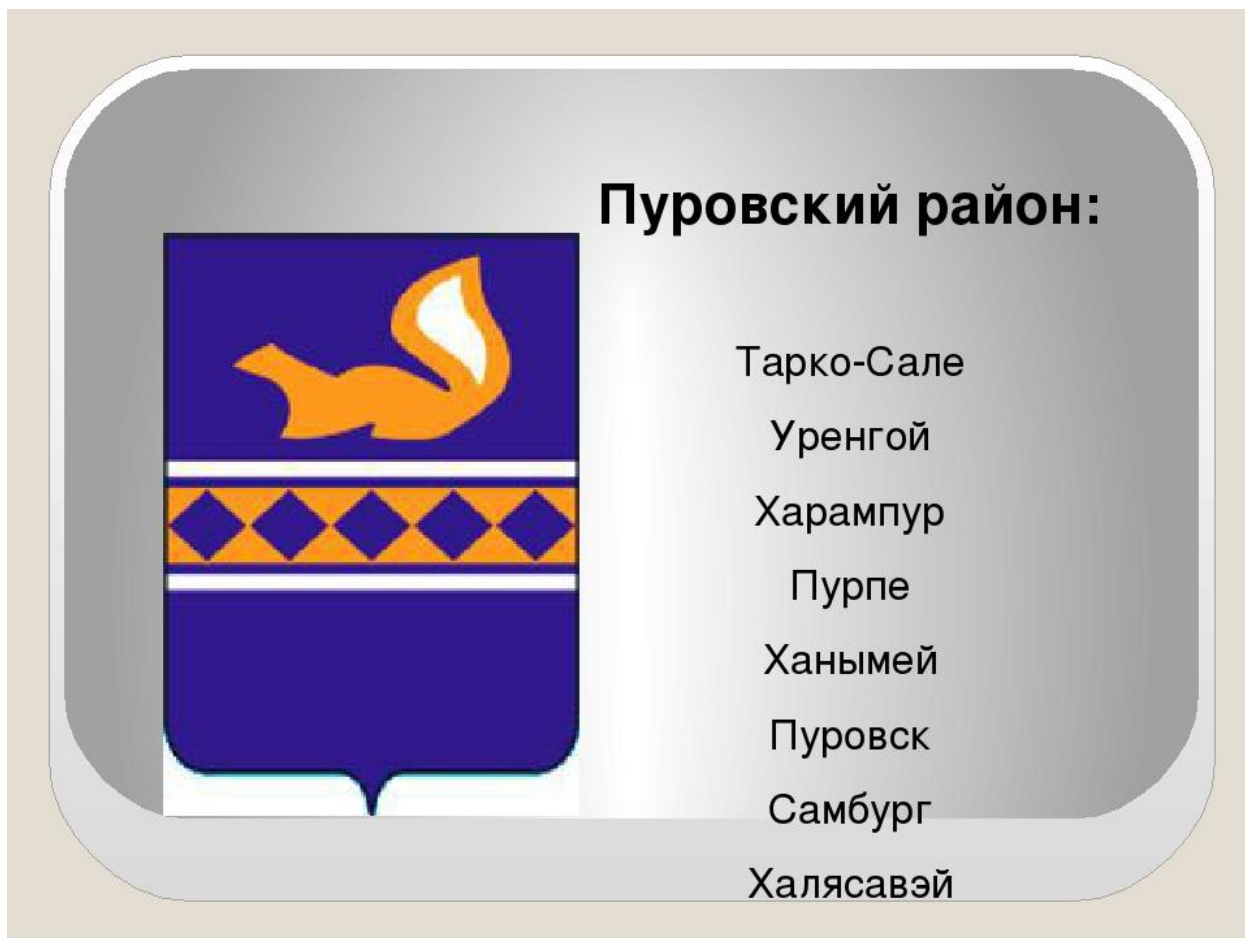 Пуровский район:
Тарко-Сале
Уренгой
Харампур
Пурпе
Ханымей
Пуровск
Самбург
Халясавэй